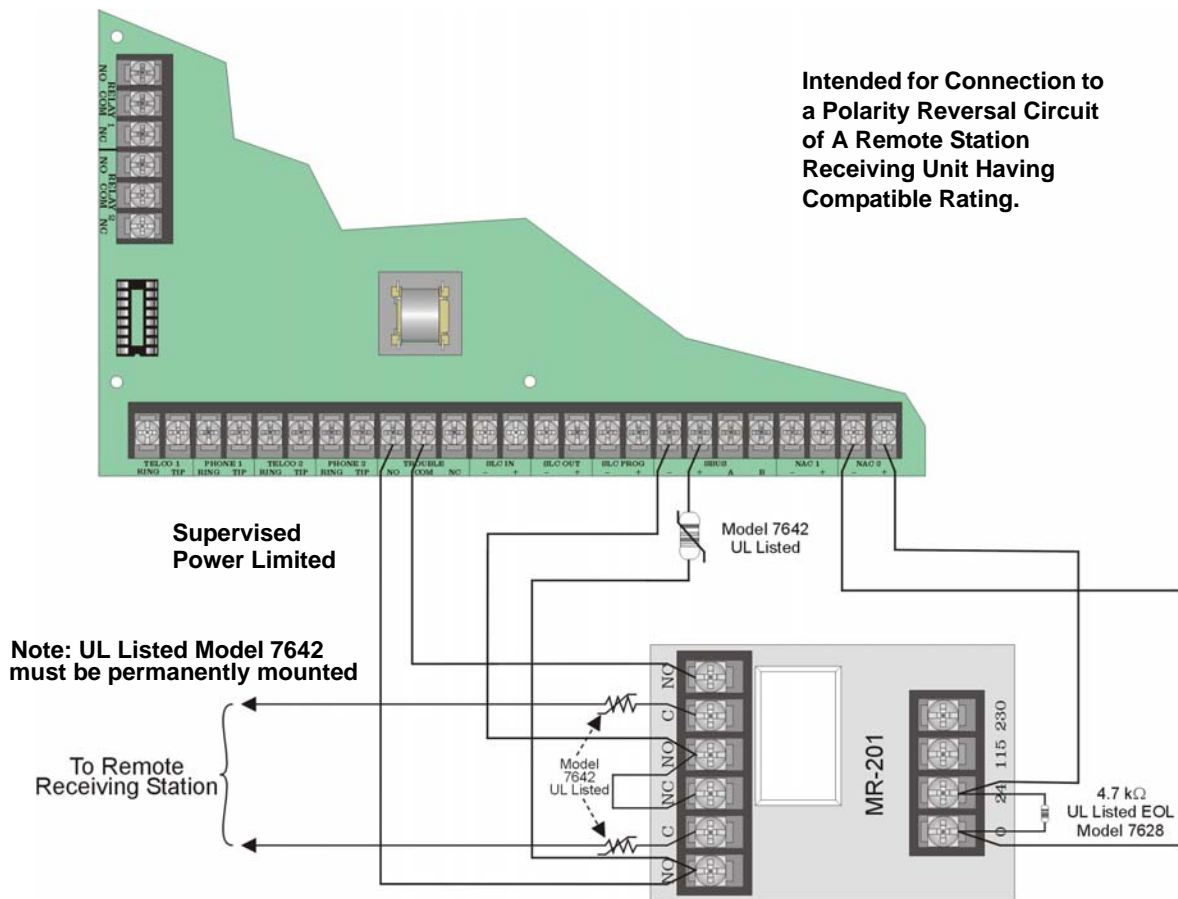 Intended for Connection to
a Polarity Reversal Circuit
of A Remote Station
Receiving Unit Having
Compatible Rating.
NO COM NC NO COM NC
RELAY 1 RELAY 2
TELCO 1 PHONE 1 TELCO 2 PHONE 2 TROUBLE SLC IN SLC OUT SLC PROG SBUS NAC 1 NAC 2
RING TIP RING TIP RING TIP RING TIP NO COM NC - + - + - + - + A B - + - +
Supervised
Power Limited
Model 7642
UL Listed
Note: UL Listed Model 7642
must be permanently mounted
To Remote
Receiving Station
Model
7642
UL Listed
NO
C
NO
NC
C
NO
MR-201
230
115
24
0
4.7 kΩ
UL Listed EOL
Model 7628